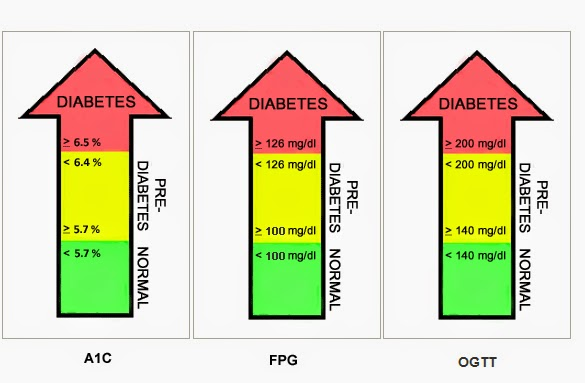 DIABETES
≥ 6.5 %
< 6.4 %
≥ 5.7 %
< 5.7 %
PRE-
DIABETES
NORMAL
A1C
DIABETES
≥ 126 mg/dl
< 126 mg/dl
≥ 100 mg/dl
< 100 mg/dl
PRE-
DIABETES
NORMAL
FPG
DIABETES
≥ 200 mg/dl
< 200 mg/dl
≥ 140 mg/dl
< 140 mg/dl
PRE-
DIABETES
NORMAL
OGTT